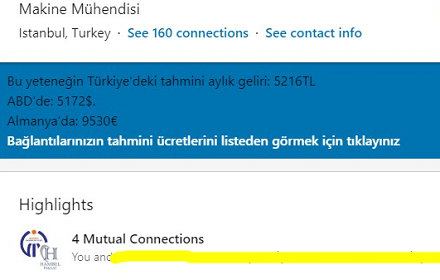 Makine Mühendisi
Istanbul, Turkey · See 160 connections · See contact info
Bu yeteneğin Türkiye'deki tahmini aylık geliri: 5216TL
ABD'de: 5172$.
Almanya'da: 9530€
Bağlantılarınızın tahmini ücretlerini listeden görmek için tıklayınız
Highlights
4 Mutual Connections
You and